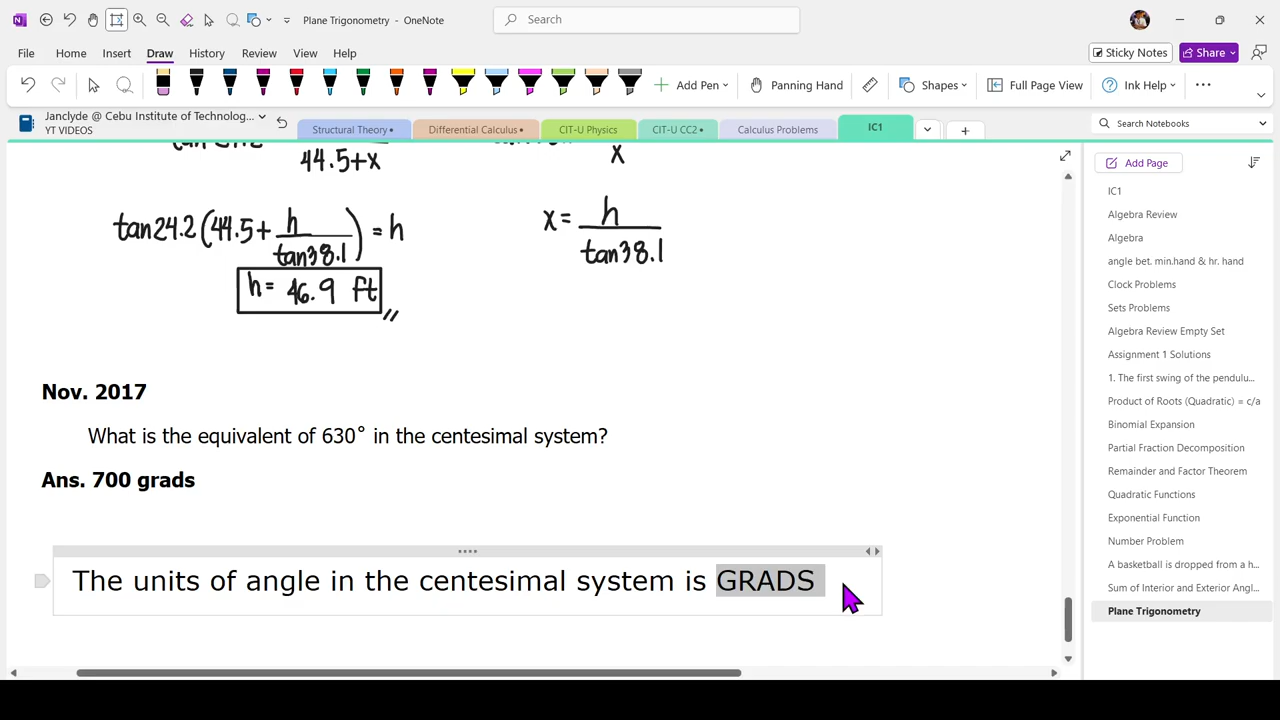 Plane Trigonometry - OneNote
Search
File Home Insert Draw History Review View Help
Sticky Notes
Share
Add Pen
Panning Hand
Shapes
Full Page View
Ink Help
Janclyde @ Cebu Institute of Technolog...
YT VIDEOS
Structural Theory
Differential Calculus
CIT-U Physics
CIT-U CC2
Calculus Problems
IC1
Search Notebooks
44.5+x
x
tan24.2(44.5+ h/tan38.1) = h
x= h/tan38.1
h= 46.9 ft
Nov. 2017
What is the equivalent of 630° in the centesimal system?
Ans. 700 grads
The units of angle in the centesimal system is GRADS
Add Page
IC1
Algebra Review
Algebra
angle bet. min.hand & hr. hand
Clock Problems
Sets Problems
Algebra Review Empty Set
Assignment 1 Solutions
1. The first swing of the pendulu...
Product of Roots (Quadratic) = c/a
Binomial Expansion
Partial Fraction Decomposition
Remainder and Factor Theorem
Quadratic Functions
Exponential Function
Number Problem
A basketball is dropped from a h...
Sum of Interior and Exterior Angl...
Plane Trigonometry